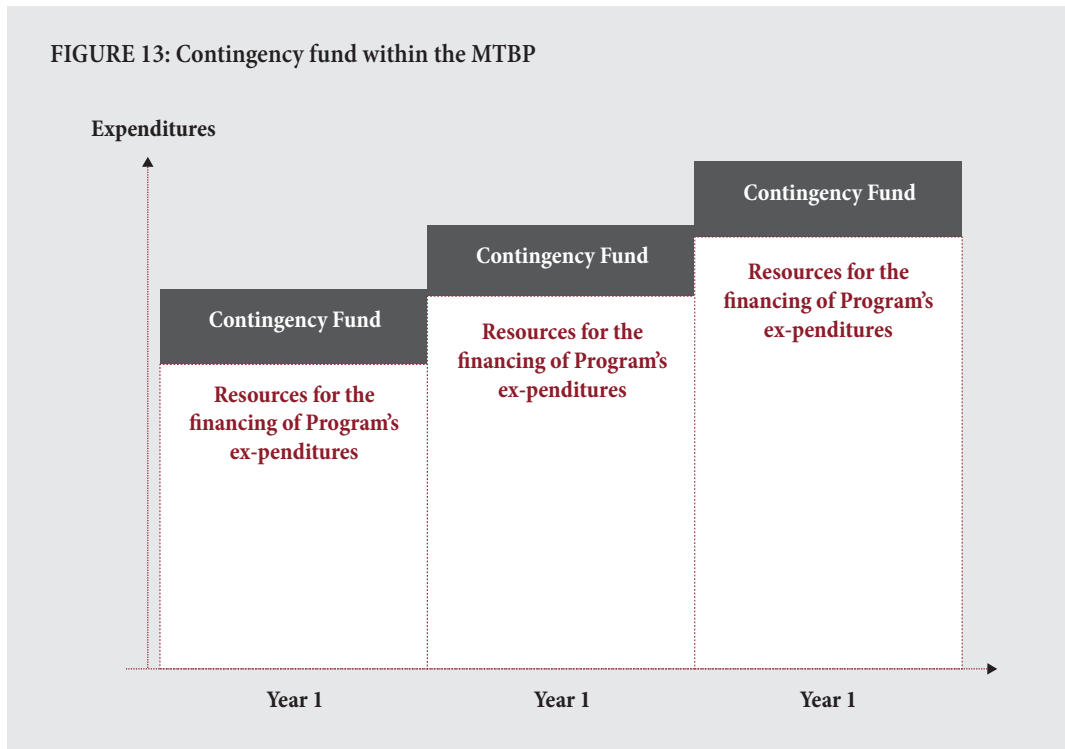 FIGURE 13: Contingency fund within the MTBP
Expenditures
Contingency Fund
Resources for the
financing of Program’s
ex-penditures
Contingency Fund
Resources for the
financing of Program’s
ex-penditures
Contingency Fund
Resources for the
financing of Program’s
ex-penditures
Year 1
Year 1
Year 1